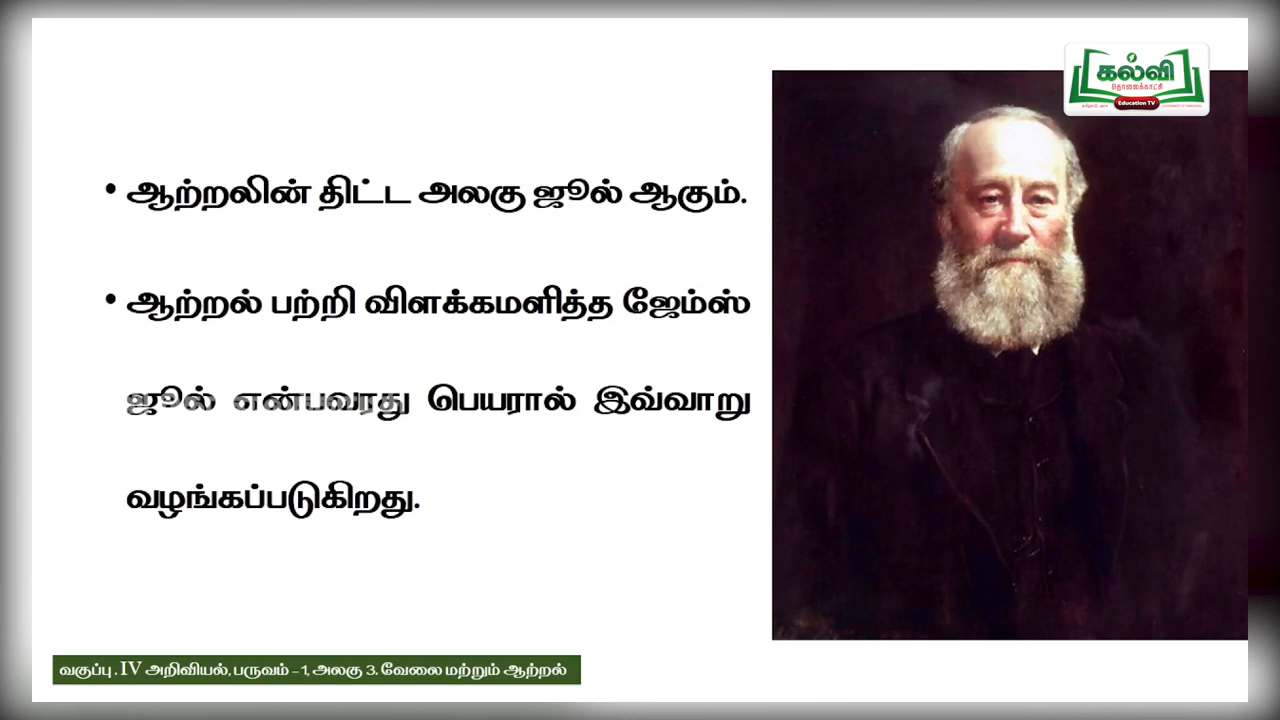 கல்வி
தொலைக்காட்சி
Education TV
• ஆற்றலின் திட்ட அலகு ஜூல் ஆகும்.
• ஆற்றல் பற்றி விளக்கமளித்த ஜேம்ஸ்
ஜூல் என்பவரது பெயரால் இவ்வாறு
வழங்கப்படுகிறது.
வகுப்பு . IV அறிவியல், பருவம் – 1, அலகு 3. வேலை மற்றும் ஆற்றல்